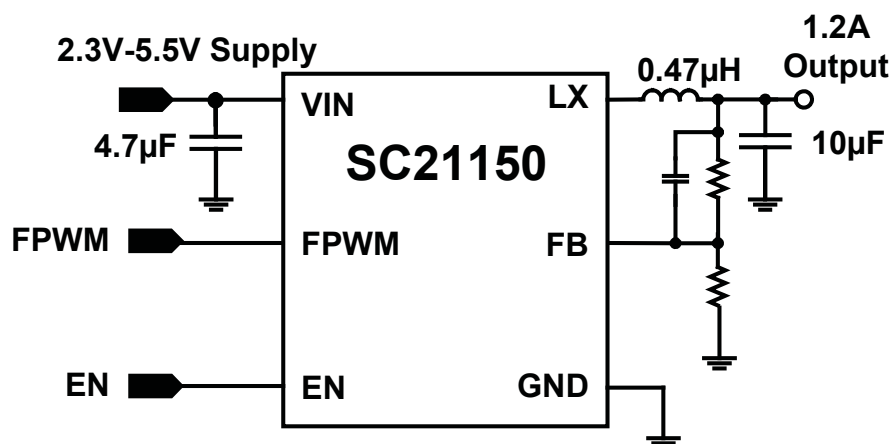 2.3V-5.5V Supply
1.2A
Output
0.47µH
VIN
LX
4.7µF
10µF
SC21150
FPWM
FPWM
FB
EN
EN
GND